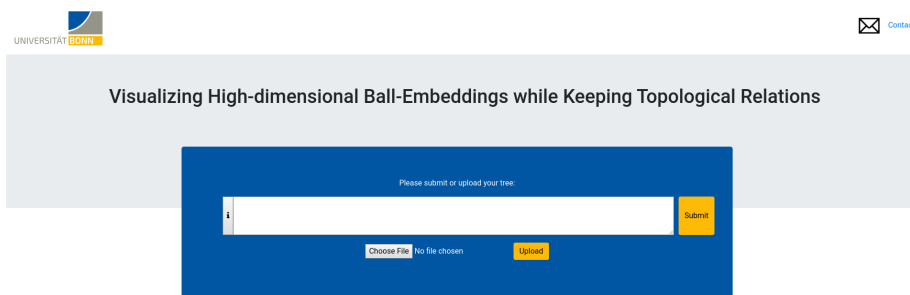 UNIVERSITÄT BONN
Contac
Visualizing High-dimensional Ball-Embeddings while Keeping Topological Relations
Please submit or upload your tree:
i
Submit
Choose File No file chosen
Upload